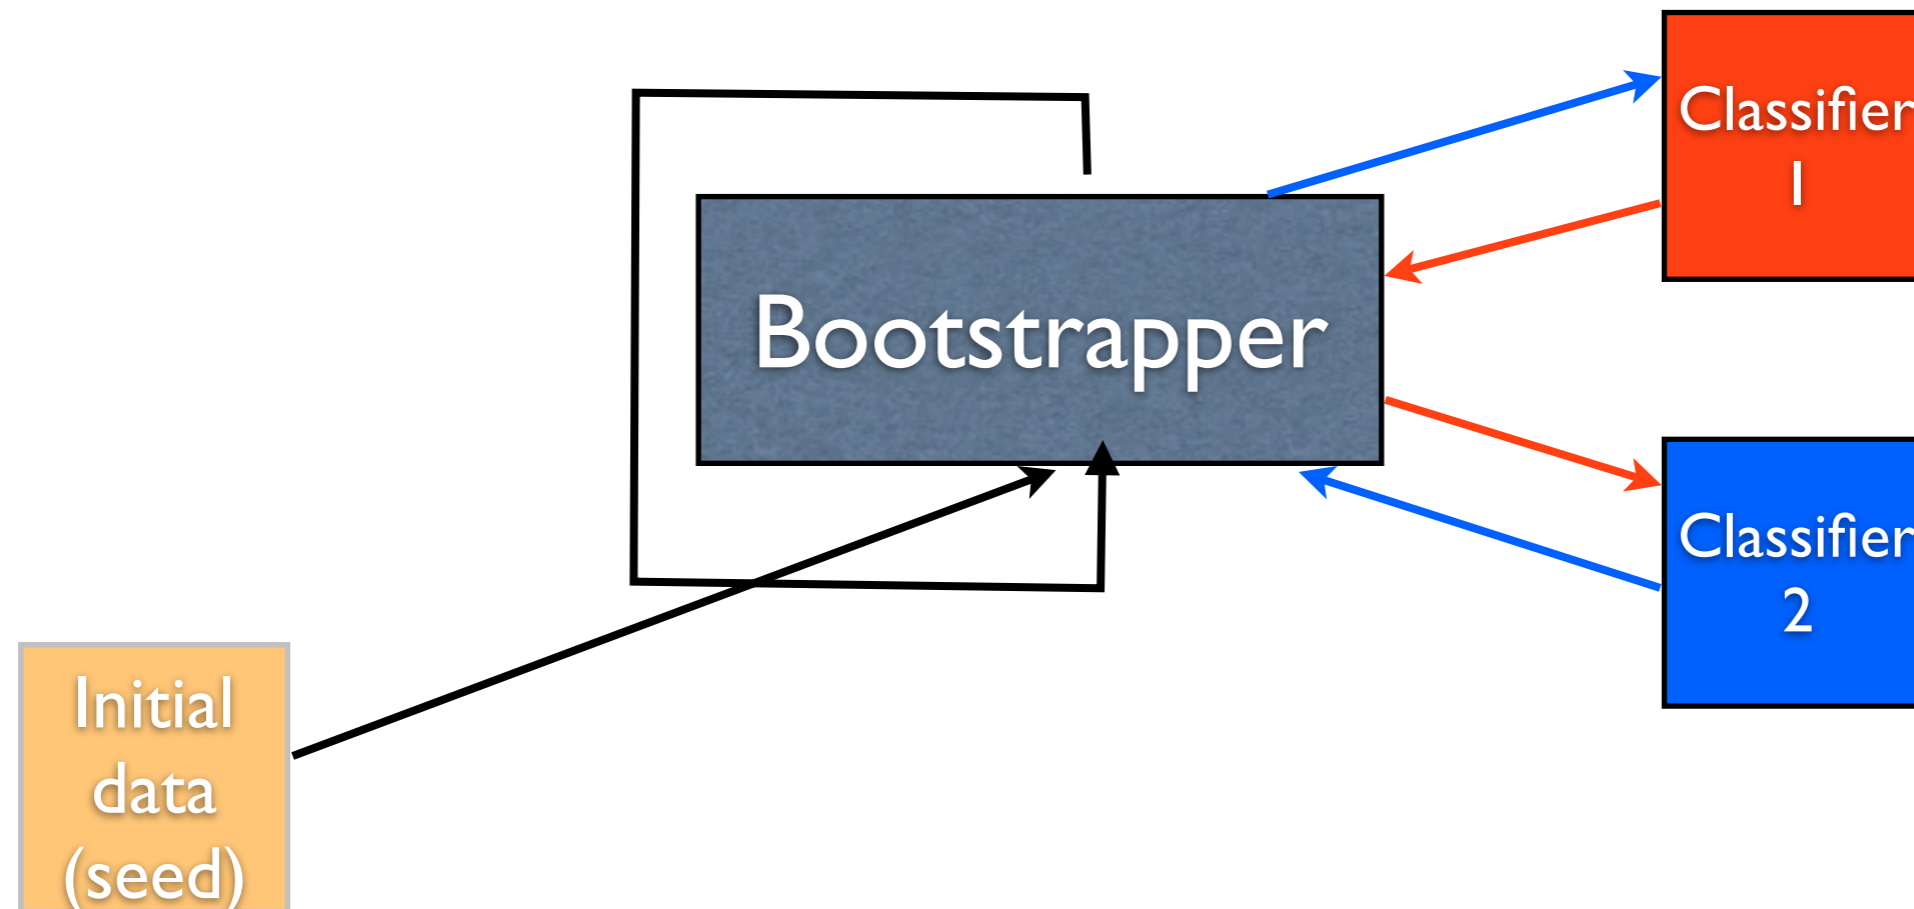 Classifier
1
Bootstrapper
Classifier
2
Initial
data
(seed)